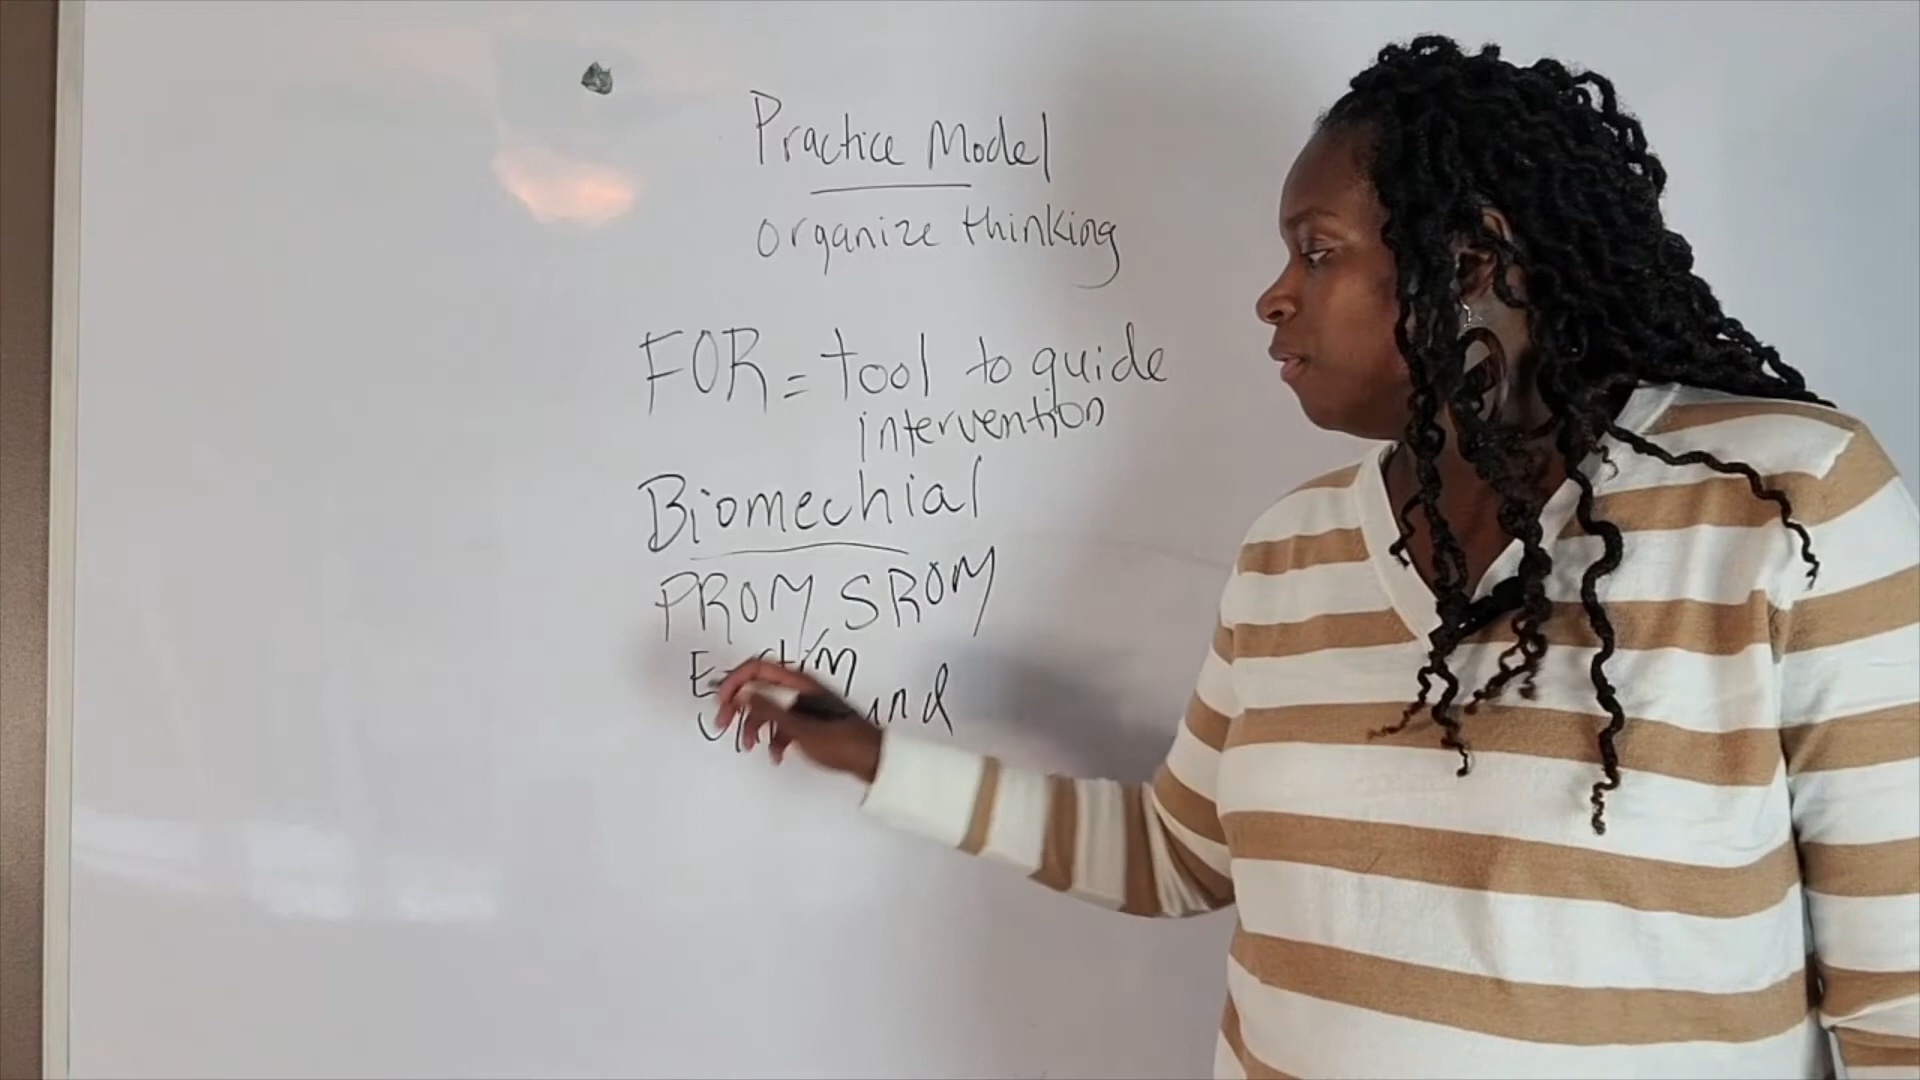 Practice Model
organize thinking
FOR = tool to guide
intervention
Biomechial
PROM, SROM